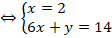 ⇔ { x = 2
6x + y = 14